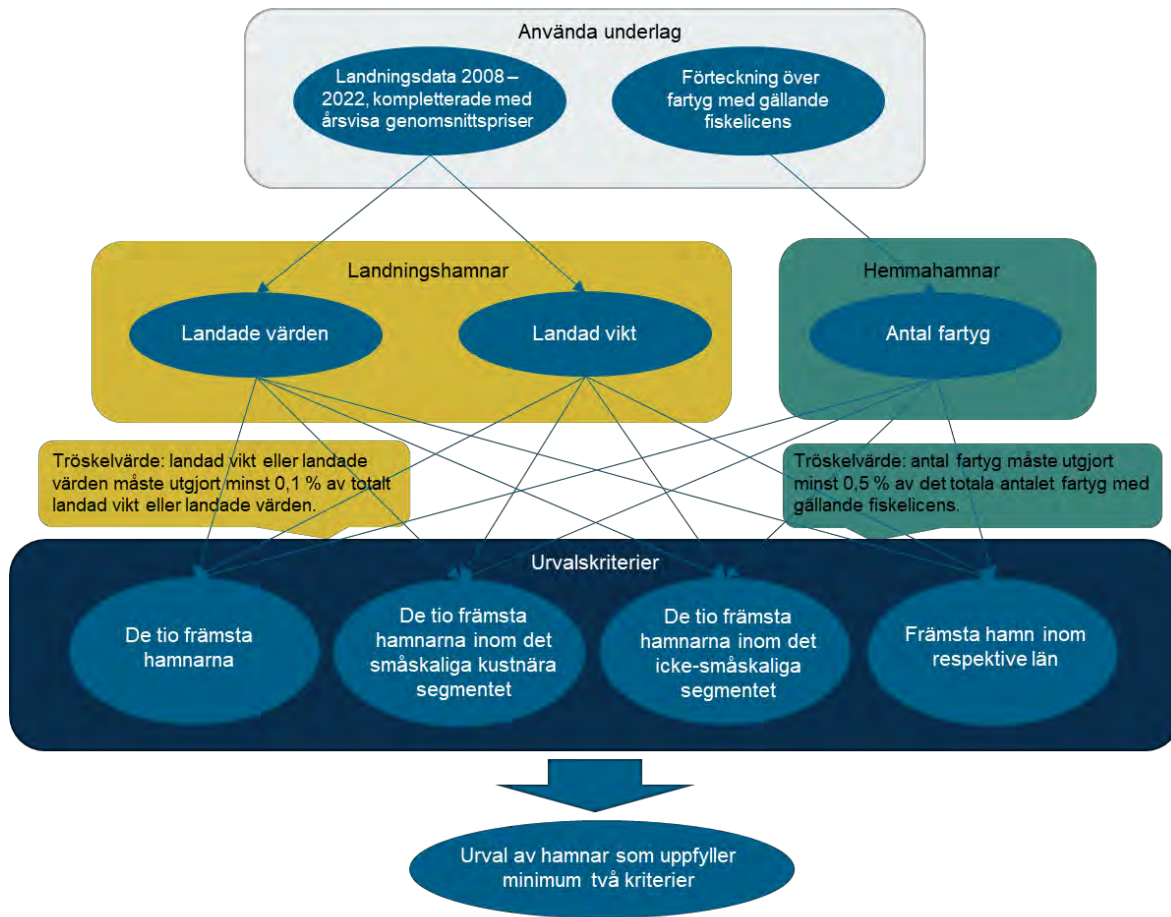 Använda underlag
Landningsdata 2008 –
2022, kompletterade med
årsvisa genomsnittspriser
Förteckning över
fartyg med gällande
fiskelicens
Landningshamnar
Hemmahamnar
Landade värden
Landad vikt
Antal fartyg
Tröskelvärde: landad vikt eller landade
värden måste utgjort minst 0,1 % av totalt
landad vikt eller landade värden.
Tröskelvärde: antal fartyg måste utgjort
minst 0,5 % av det totala antalet fartyg med
gällande fiskelicens.
Urvalskriterier
De tio främsta
hamnarna
De tio främsta
hamnarna inom det
småskaliga kustnära
segmentet
De tio främsta
hamnarna inom det
icke-småskaliga
segmentet
Främsta hamn inom
respektive län
Urval av hamnar som uppfyller
minimum två kriterier